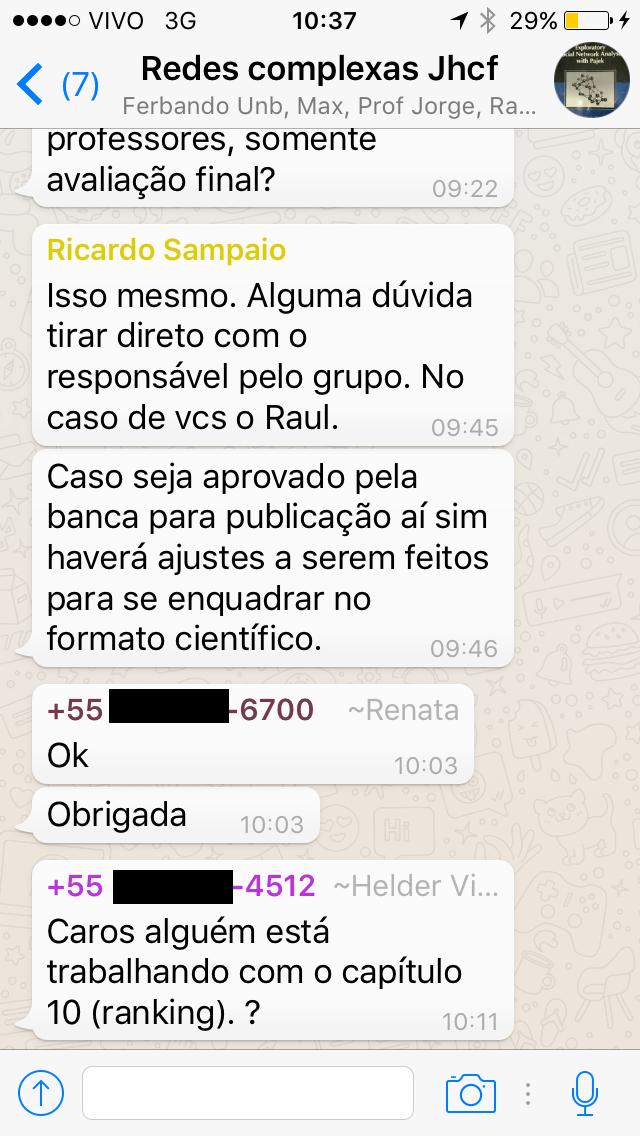 VIVO 3G 10:37 29%
(7) Redes complexas Jhcf
Ferbando Unb, Max, Prof Jorge, Ra...
Exploratory
Social Network Analysis
with Pajek
professores, somente
avaliação final?
09:22
Ricardo Sampaio
Isso mesmo. Alguma dúvida
tirar direto com o
responsável pelo grupo. No
caso de vcs o Raul.
09:45
Caso seja aprovado pela
banca para publicação aí sim
haverá ajustes a serem feitos
para se enquadrar no
formato científico.
09:46
+55 -6700 ~Renata
Ok
10:03
Obrigada
10:03
+55 -4512 ~Helder Vi...
Caros alguém está
trabalhando com o capítulo
10 (ranking). ?
10:11